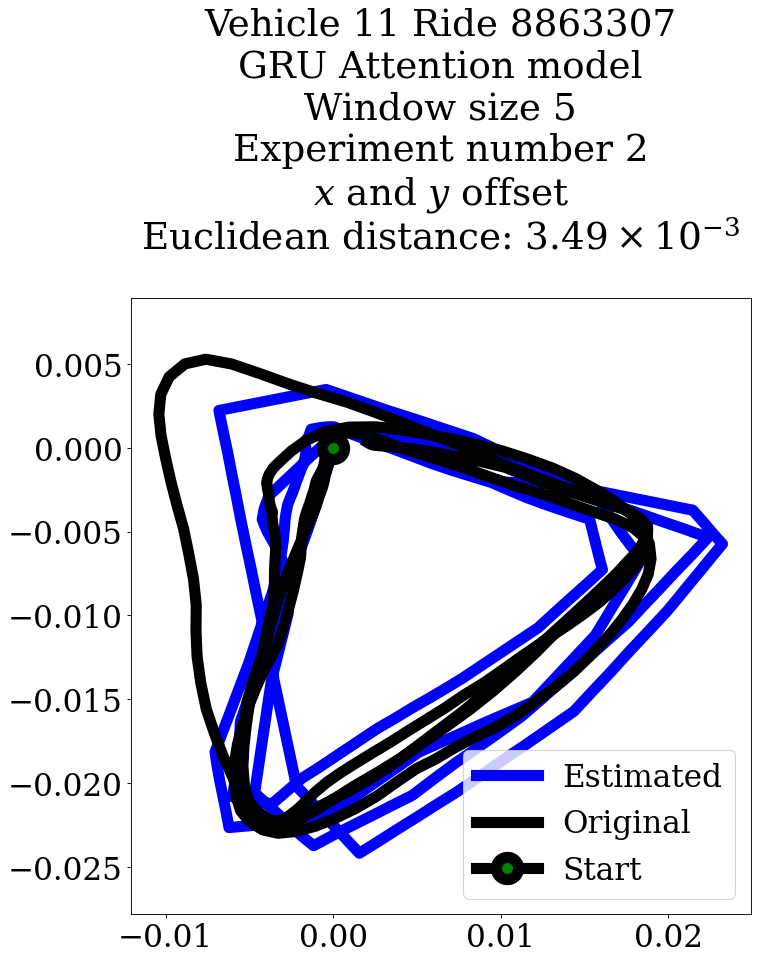 Vehicle 11 Ride 8863307
GRU Attention model
Window size 5
Experiment number 2
x and y offset
Euclidean distance: 3.49 × 10⁻³
0.005
0.000
−0.005
−0.010
−0.015
−0.020
−0.025
Estimated
Original
Start
−0.01 0.00 0.01 0.02